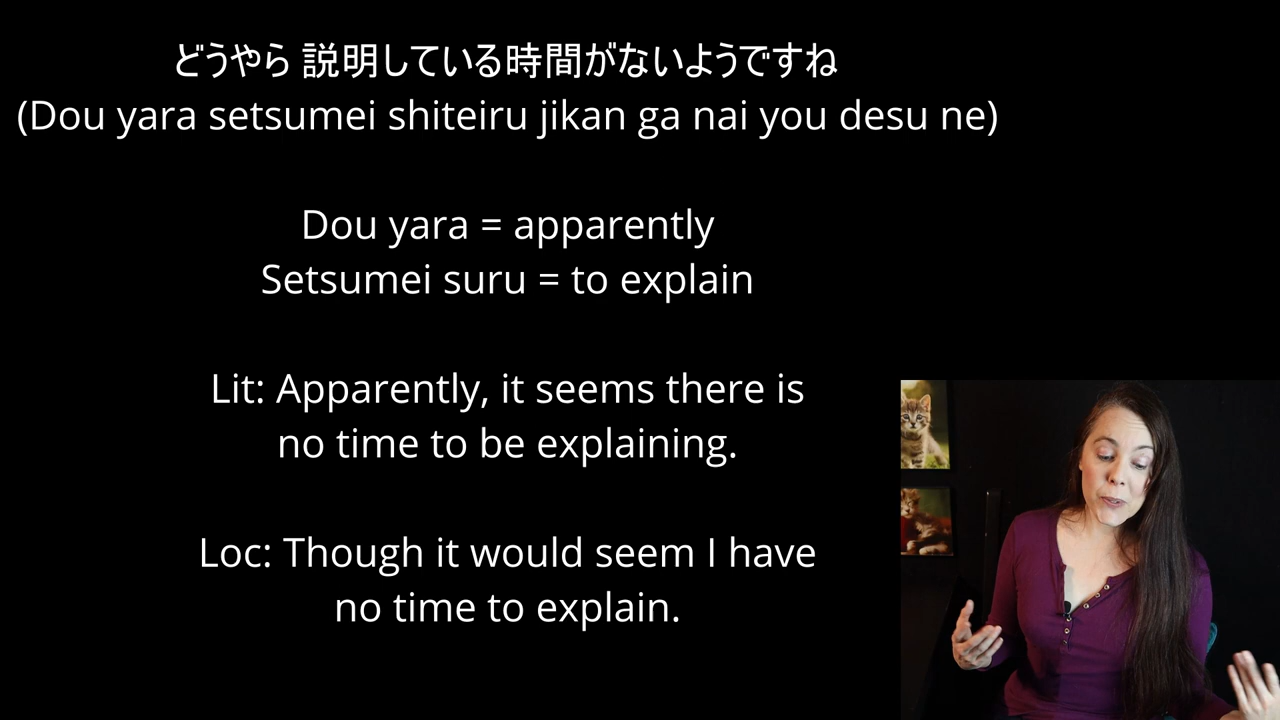 どうやら 説明している時間がないようですね
(Dou yara setsumei shiteiru jikan ga nai you desu ne)
Dou yara = apparently
Setsumei suru = to explain
Lit: Apparently, it seems there is
no time to be explaining.
Loc: Though it would seem I have
no time to explain.